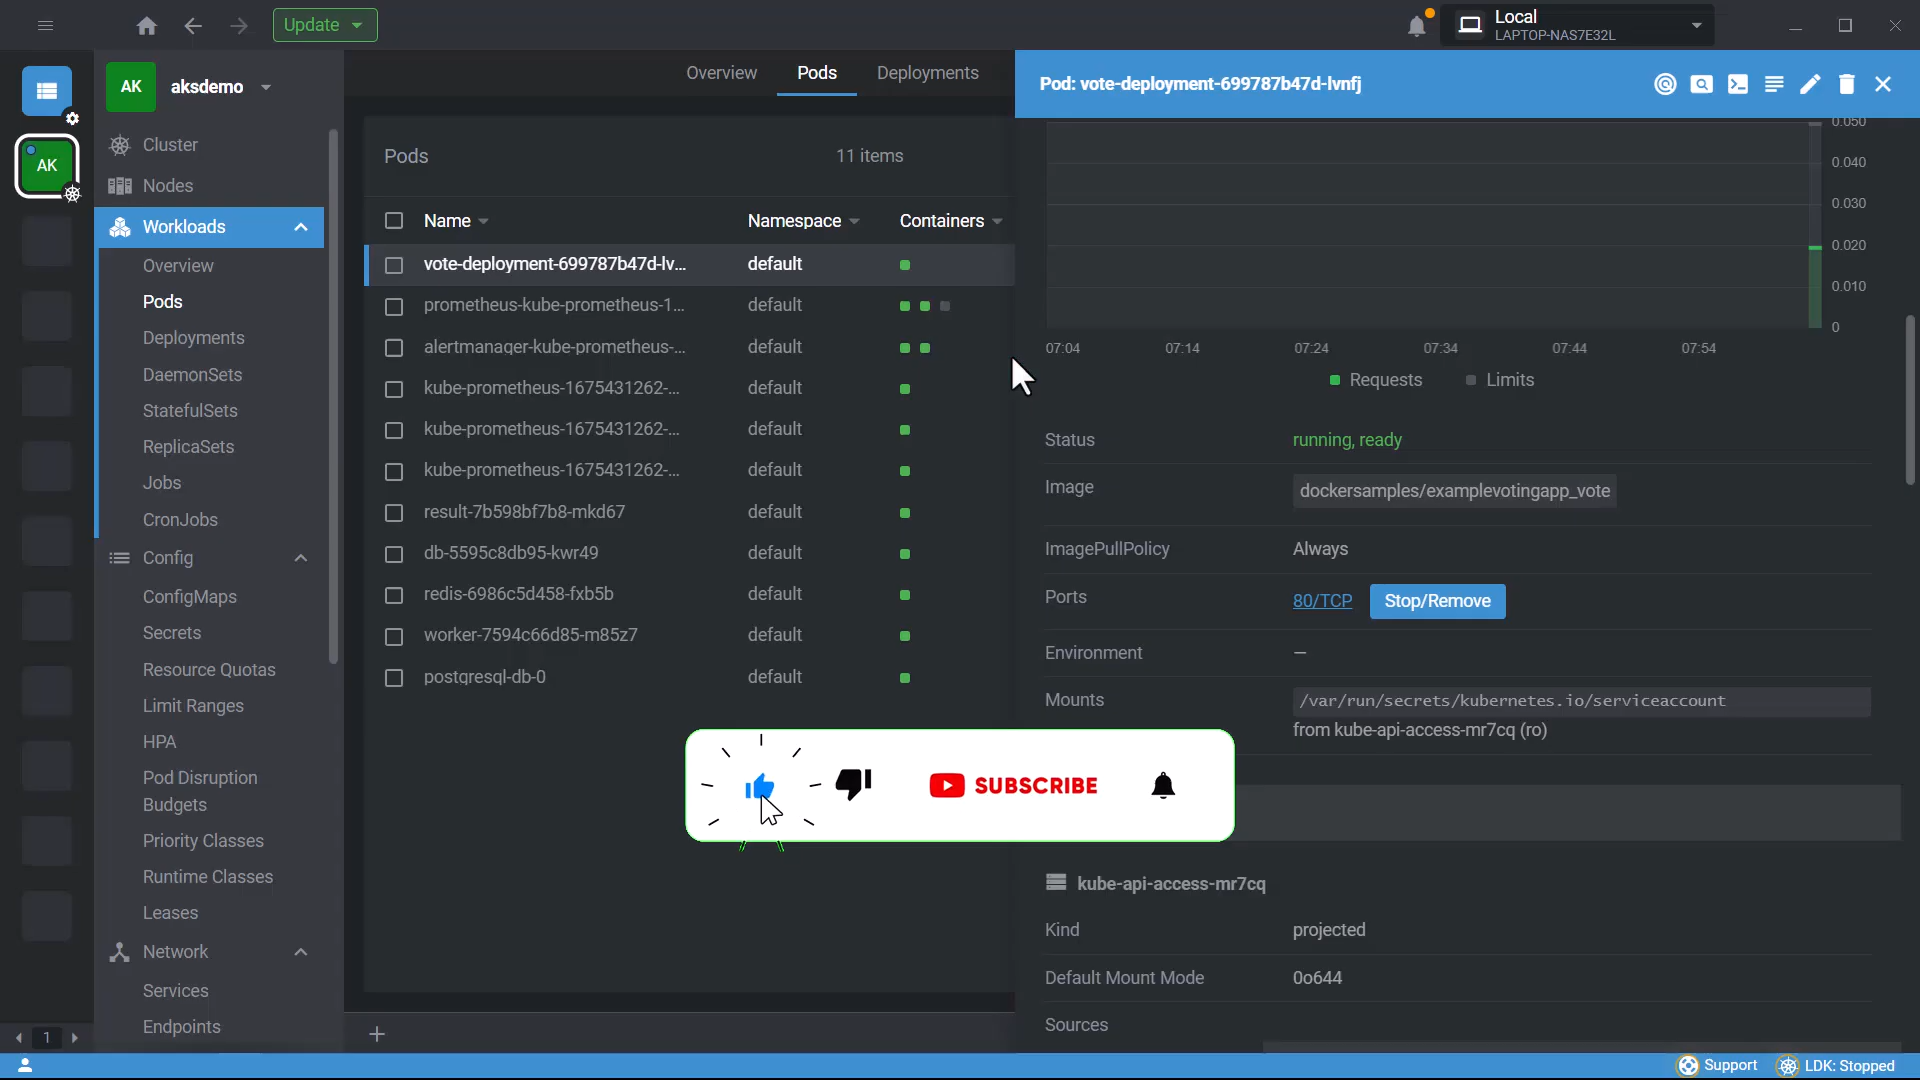 Update
Local
LAPTOP-NAS7E32L
AK
aksdemo
AK
Cluster
Nodes
Workloads
Overview
Pods
Deployments
DaemonSets
StatefulSets
ReplicaSets
Jobs
CronJobs
Config
ConfigMaps
Secrets
Resource Quotas
Limit Ranges
HPA
Pod Disruption
Budgets
Priority Classes
Runtime Classes
Leases
Network
Services
Endpoints
1
Overview Pods Deployments
Pods 11 items
Name Namespace Containers
vote-deployment-699787b47d-lv... default
prometheus-kube-prometheus-1... default
alertmanager-kube-prometheus-... default
kube-prometheus-1675431262-... default
kube-prometheus-1675431262-... default
kube-prometheus-1675431262-... default
result-7b598bf7b8-mkd67 default
db-5595c8db95-kwr49 default
redis-6986c5d458-fxb5b default
worker-7594c66d85-m85z7 default
postgresql-db-0 default
Pod: vote-deployment-699787b47d-lvnfj
0.050
0.040
0.030
0.020
0.010
0
07:04 07:14 07:24 07:34 07:44 07:54
Requests Limits
Status running, ready
Image dockersamples/examplevotingapp_vote
ImagePullPolicy Always
Ports 80/TCP Stop/Remove
Environment —
Mounts /var/run/secrets/kubernetes.io/serviceaccount
from kube-api-access-mr7cq (ro)
SUBSCRIBE
kube-api-access-mr7cq
Kind projected
Default Mount Mode 0o644
Sources
Support LDK: Stopped